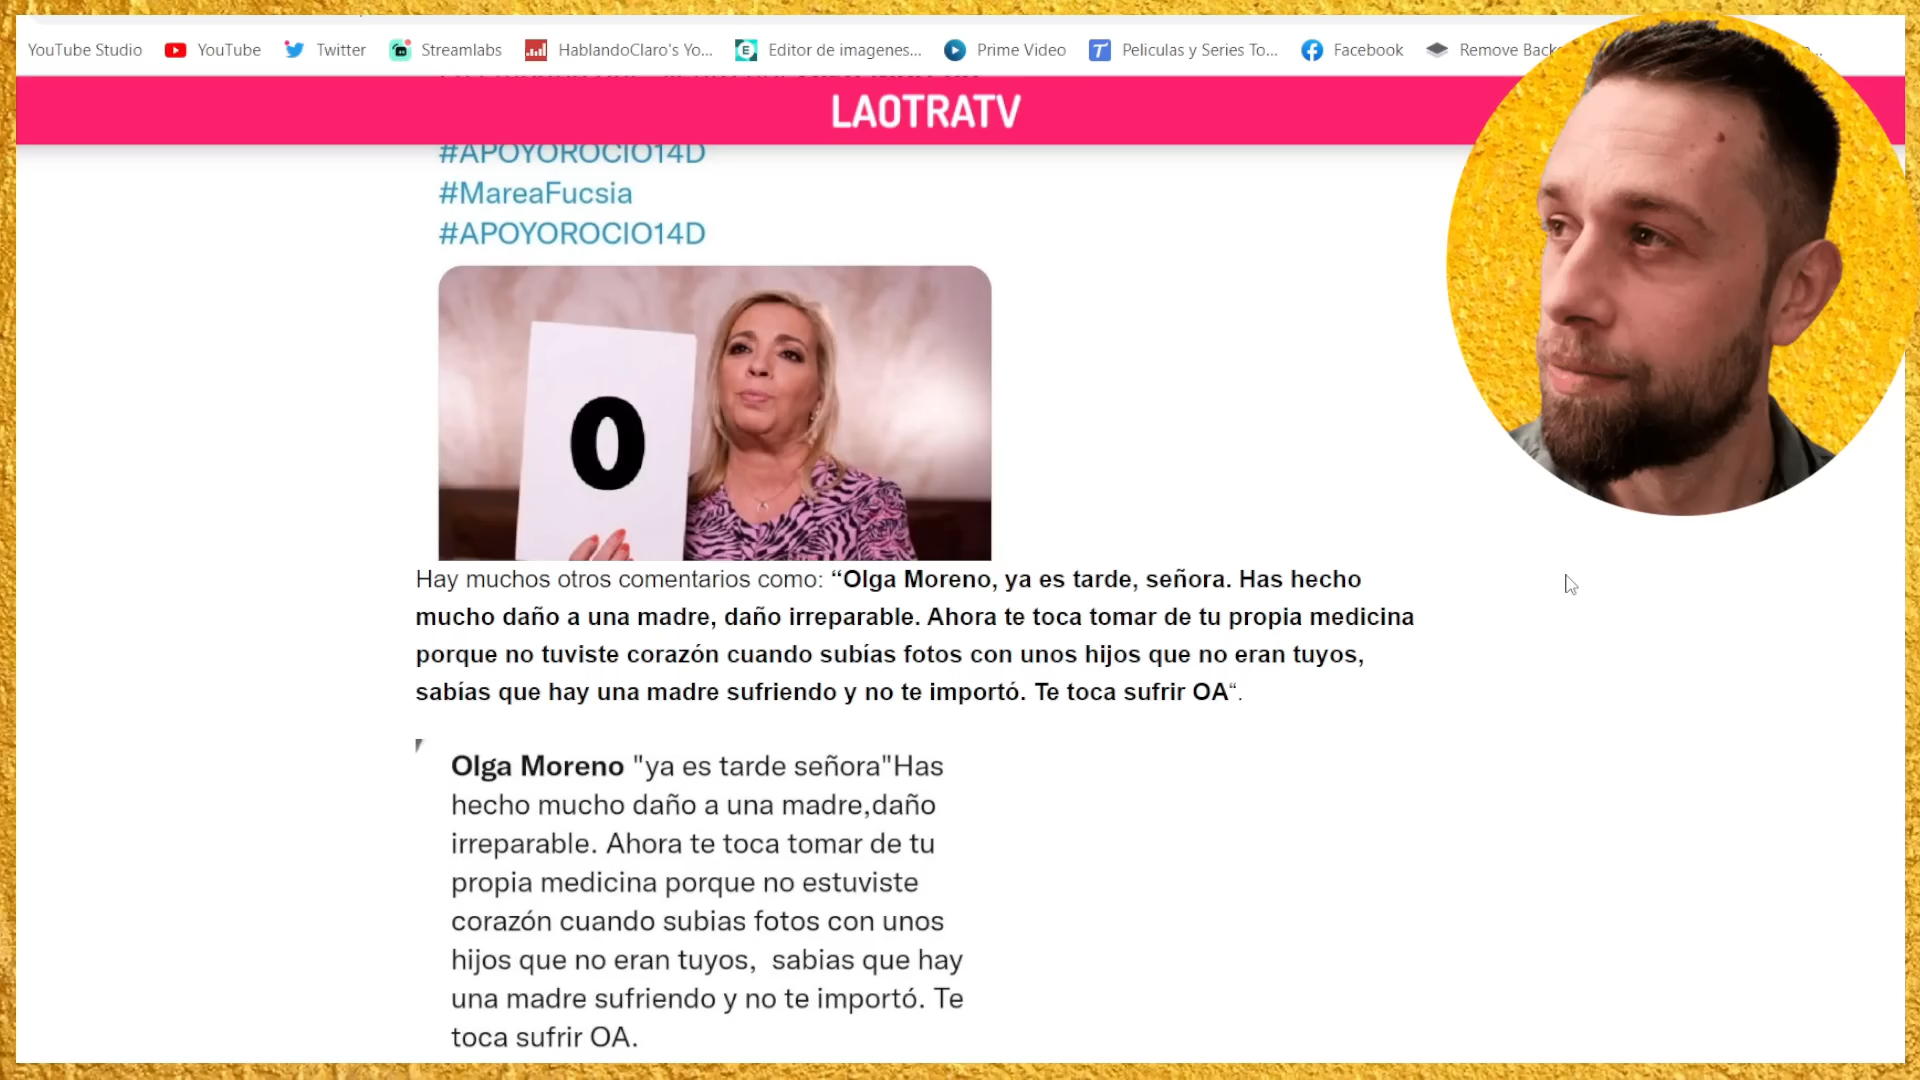 YouTube Studio YouTube Twitter Streamlabs HablandoClaro's Yo... Editor de imagenes... Prime Video Peliculas y Series To... Facebook Remove Back
LAOTRATV
#APOYOROCIO14D
#MareaFucsia
#APOYOROCIO14D
0
Hay muchos otros comentarios como: “Olga Moreno, ya es tarde, señora. Has hecho
mucho daño a una madre, daño irreparable. Ahora te toca tomar de tu propia medicina
porque no tuviste corazón cuando subías fotos con unos hijos que no eran tuyos,
sabías que hay una madre sufriendo y no te importó. Te toca sufrir OA“.
Olga Moreno "ya es tarde señora"Has
hecho mucho daño a una madre,daño
irreparable. Ahora te toca tomar de tu
propia medicina porque no estuviste
corazón cuando subias fotos con unos
hijos que no eran tuyos, sabias que hay
una madre sufriendo y no te importó. Te
toca sufrir OA.